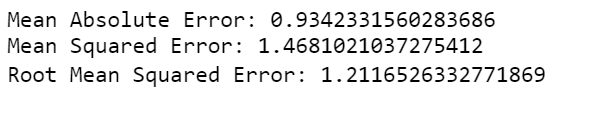 Mean Absolute Error: 0.9342331560283686
Mean Squared Error: 1.4681021037275412
Root Mean Squared Error: 1.2116526332771869